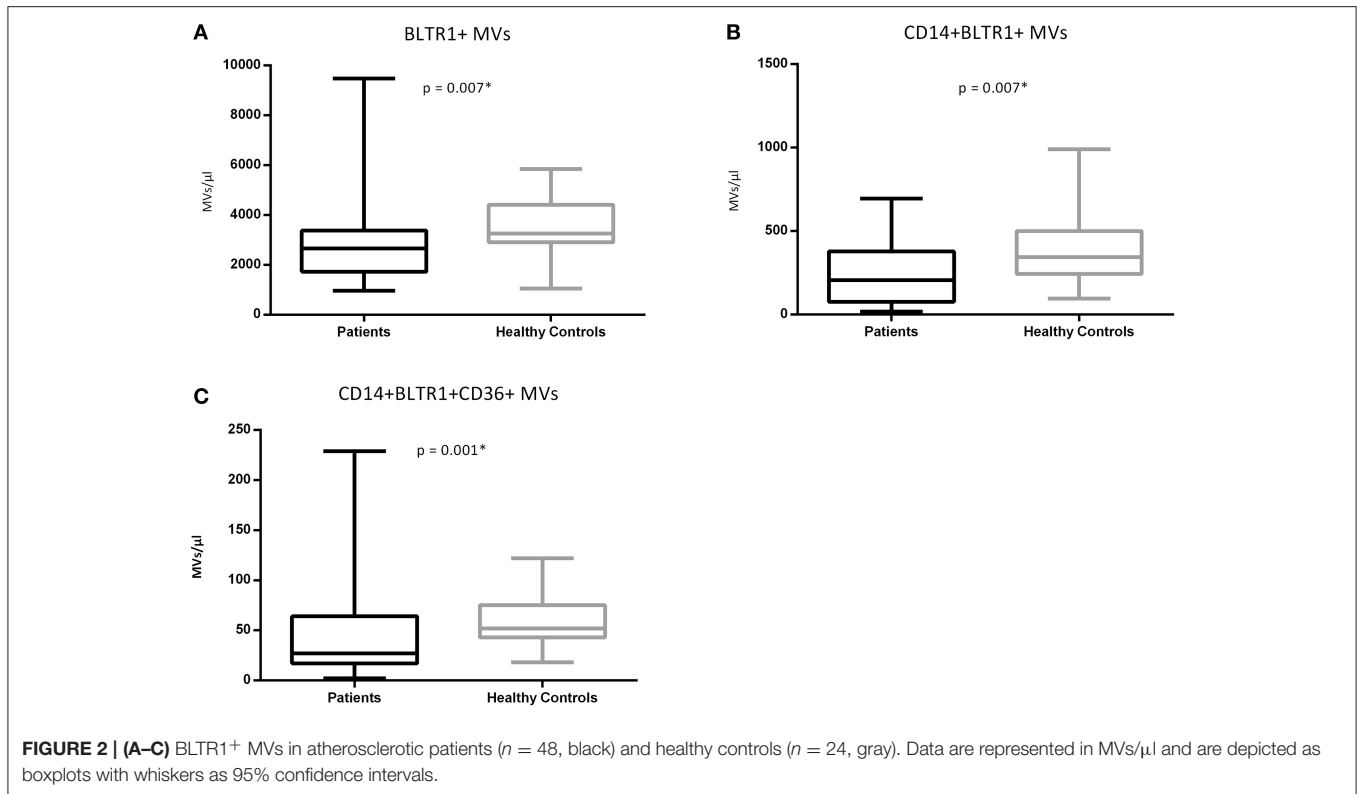 A
BLTR1+ MVs
p = 0.007*
10000
8000
6000
4000
2000
0
MVs/µl
Patients
Healthy Controls
B
CD14+BLTR1+ MVs
p = 0.007*
1500
1000
500
0
MVs/µl
Patients
Healthy Controls
C
CD14+BLTR1+CD36+ MVs
p = 0.001*
250
200
150
100
50
0
MVs/µl
Patients
Healthy Controls
FIGURE 2 | (A–C) BLTR1⁺ MVs in atherosclerotic patients (n = 48, black) and healthy controls (n = 24, gray). Data are represented in MVs/µl and are depicted as
boxplots with whiskers as 95% confidence intervals.